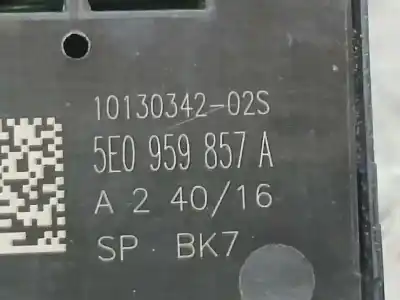 10130342-02S
5E0 959 857 A
A 2 40/16
SP · BK7